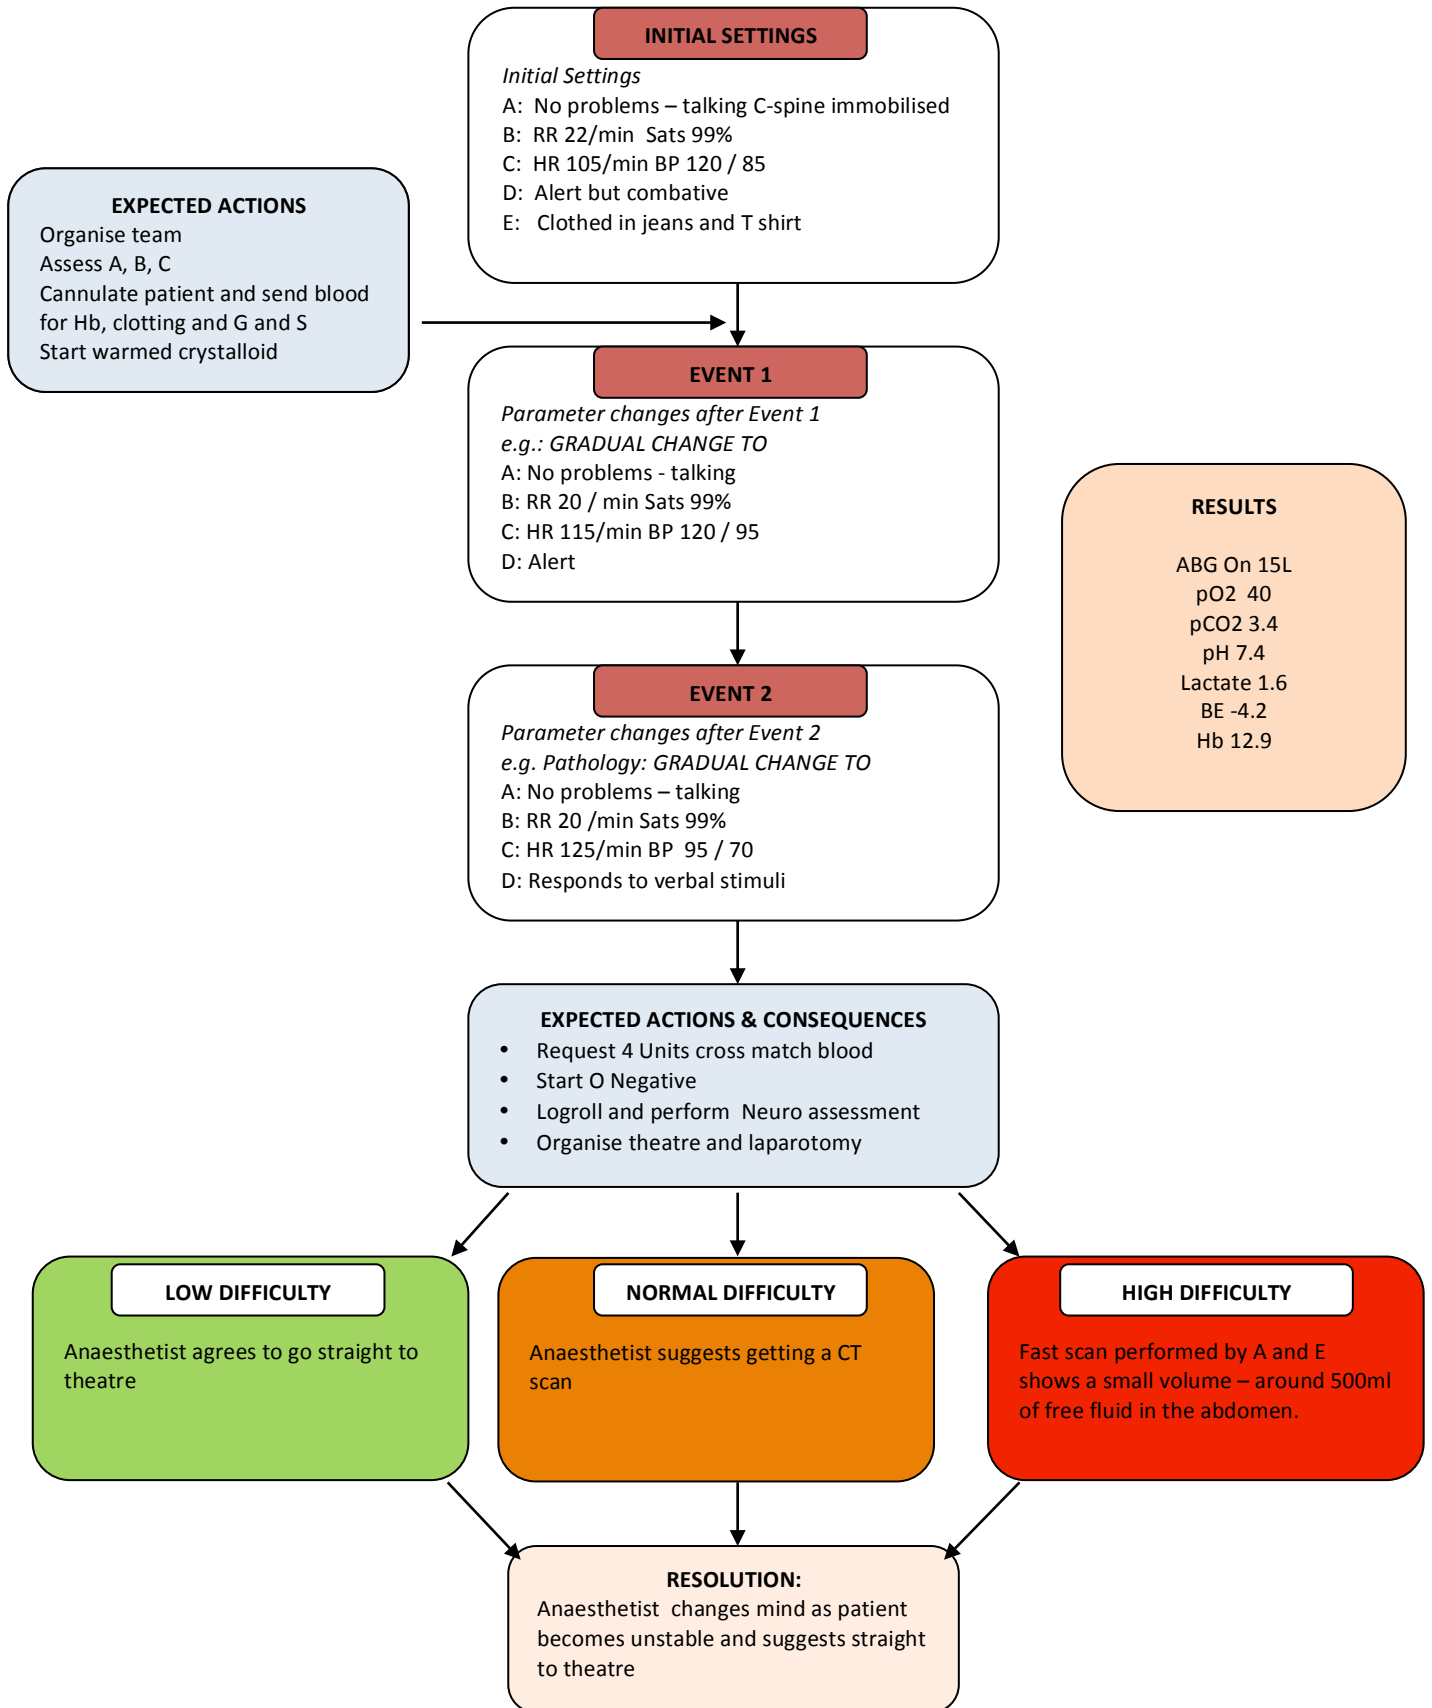 INITIAL SETTINGS
Initial Settings
A: No problems – talking C-spine immobilised
B: RR 22/min Sats 99%
C: HR 105/min BP 120 / 85
D: Alert but combative
E: Clothed in jeans and T shirt
EXPECTED ACTIONS
Organise team
Assess A, B, C
Cannulate patient and send blood
for Hb, clotting and G and S
Start warmed crystalloid
EVENT 1
Parameter changes after Event 1
e.g.: GRADUAL CHANGE TO
A: No problems - talking
B: RR 20 / min Sats 99%
C: HR 115/min BP 120 / 95
D: Alert
RESULTS
ABG On 15L
pO2 40
pCO2 3.4
pH 7.4
Lactate 1.6
BE -4.2
Hb 12.9
EVENT 2
Parameter changes after Event 2
e.g. Pathology: GRADUAL CHANGE TO
A: No problems – talking
B: RR 20 /min Sats 99%
C: HR 125/min BP 95 / 70
D: Responds to verbal stimuli
EXPECTED ACTIONS & CONSEQUENCES
• Request 4 Units cross match blood
• Start O Negative
• Logroll and perform Neuro assessment
• Organise theatre and laparotomy
LOW DIFFICULTY
Anaesthetist agrees to go straight to
theatre
NORMAL DIFFICULTY
Anaesthetist suggests getting a CT
scan
HIGH DIFFICULTY
Fast scan performed by A and E
shows a small volume – around 500ml
of free fluid in the abdomen.
RESOLUTION:
Anaesthetist changes mind as patient
becomes unstable and suggests straight
to theatre